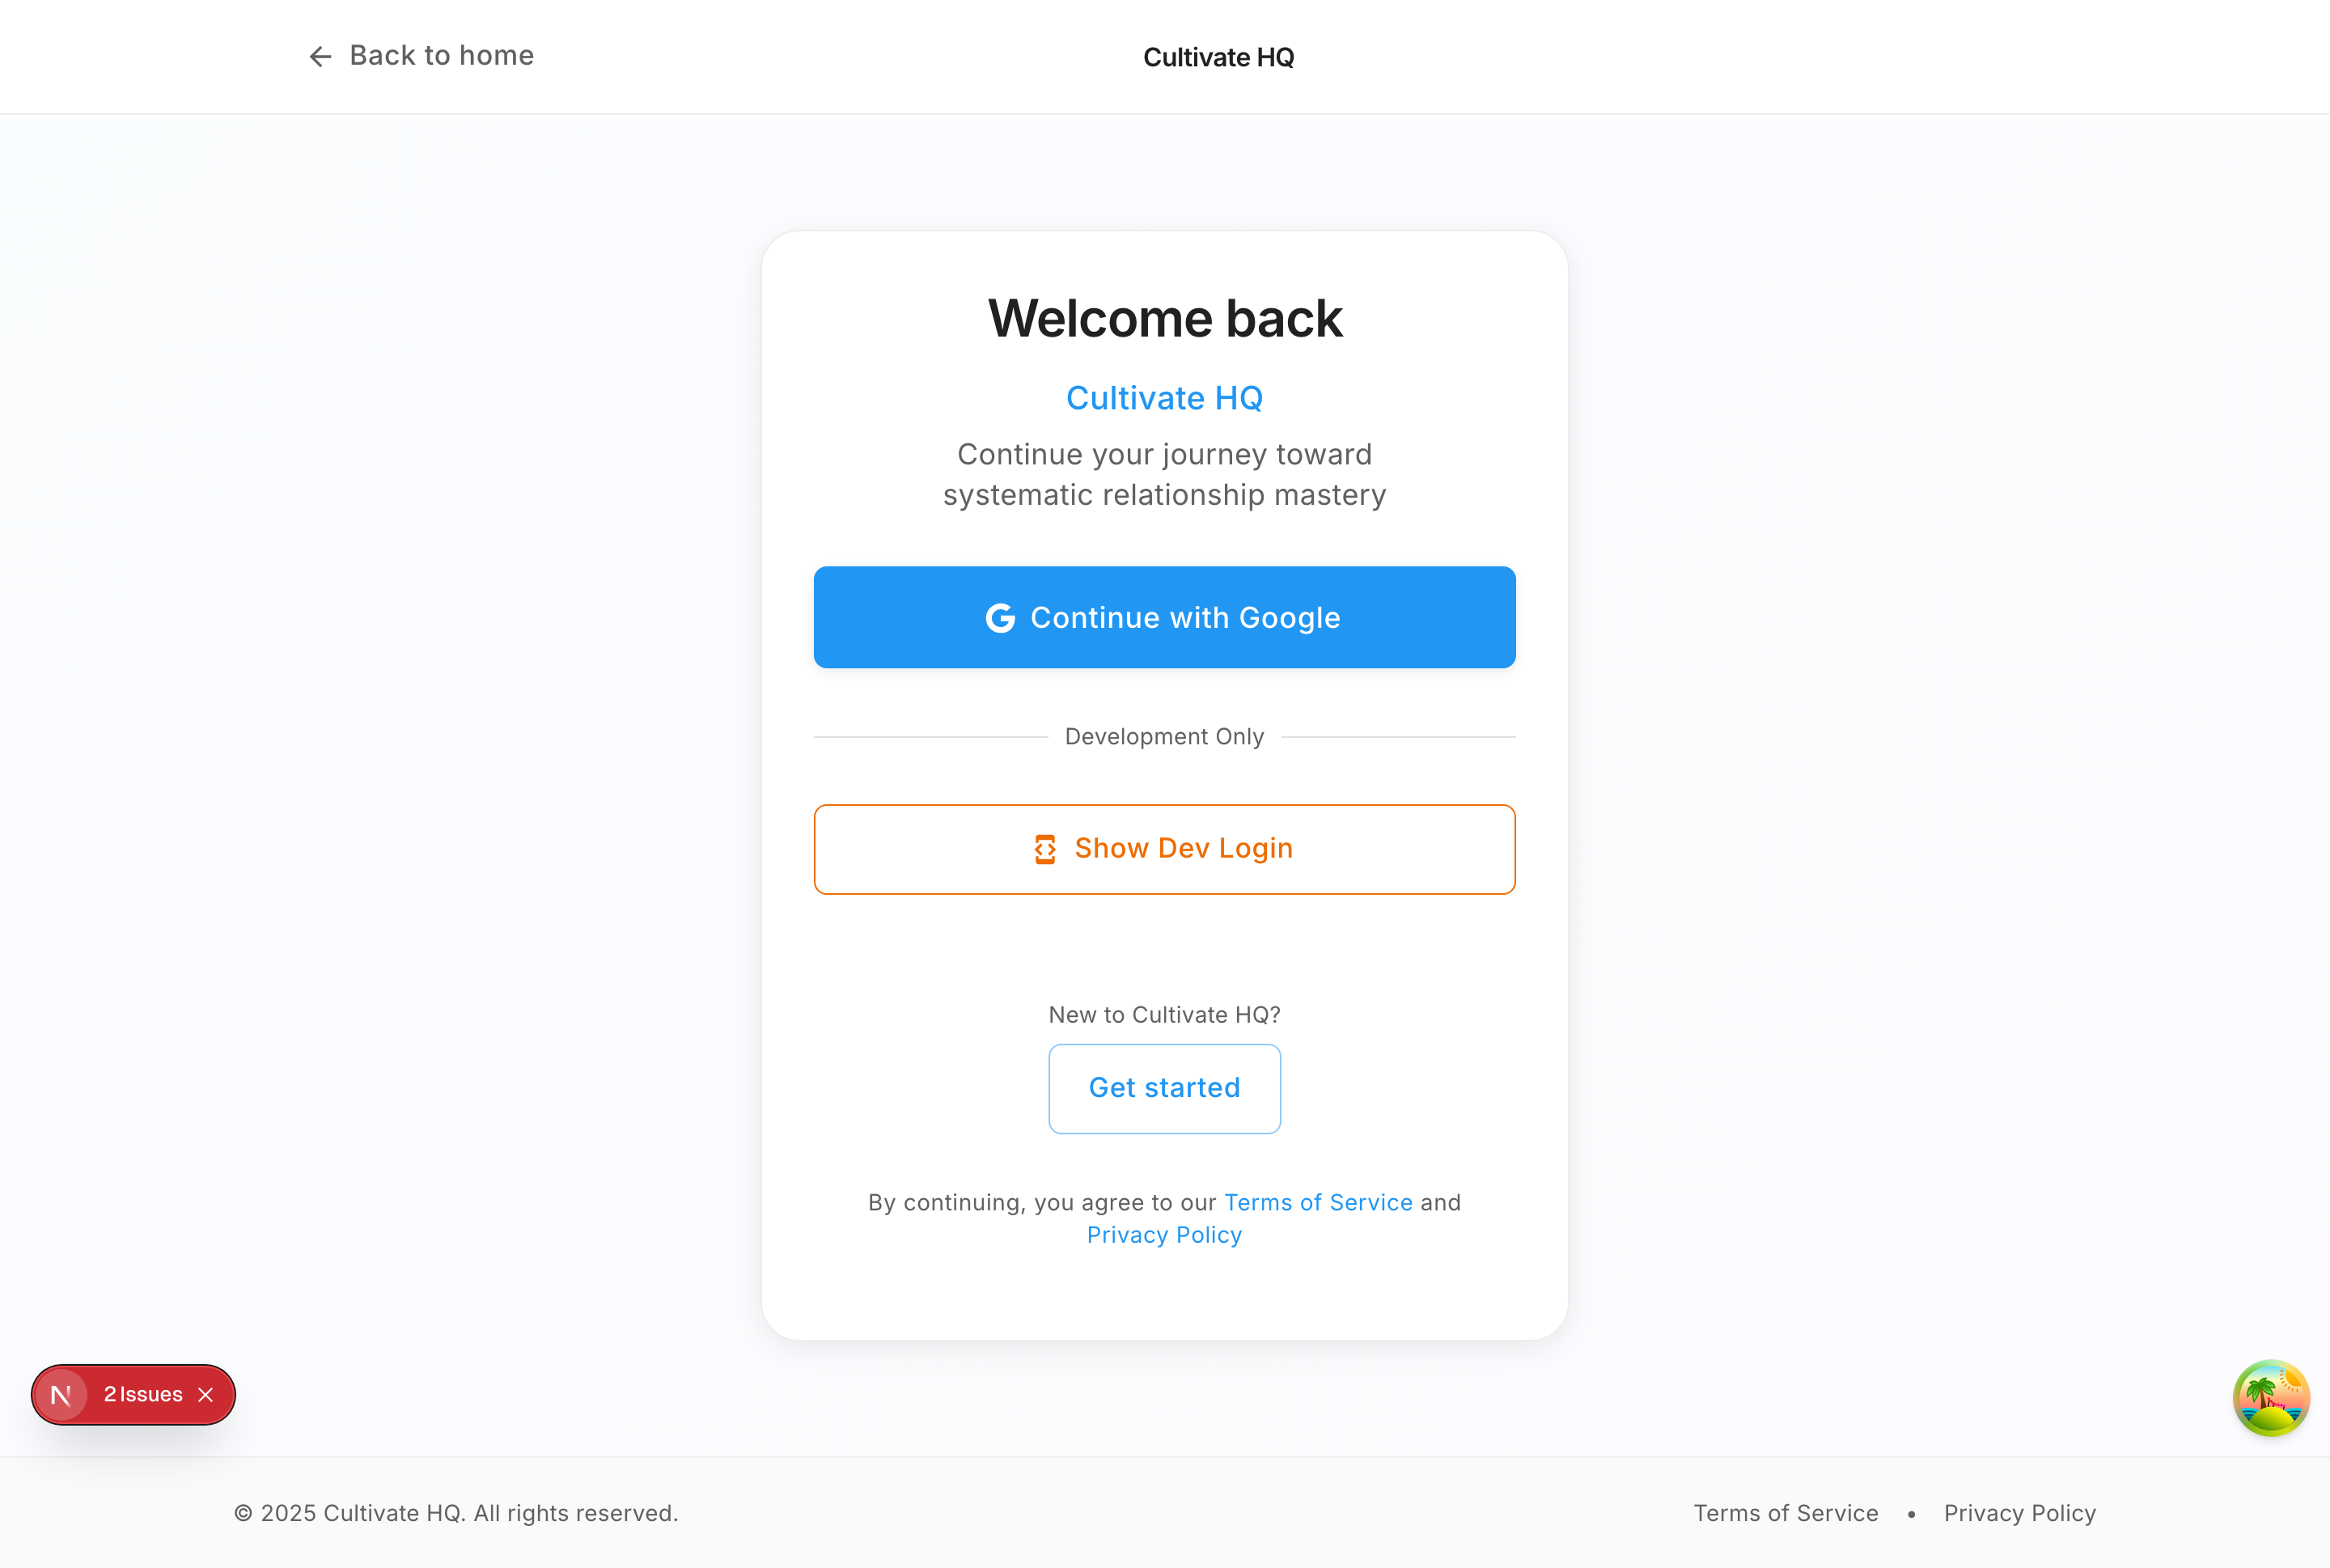 Back to home
Cultivate HQ
Welcome back
Cultivate HQ
Continue your journey toward
systematic relationship mastery
Continue with Google
Development Only
Show Dev Login
New to Cultivate HQ?
Get started
By continuing, you agree to our Terms of Service and
Privacy Policy
2 Issues
© 2025 Cultivate HQ. All rights reserved.
Terms of Service • Privacy Policy